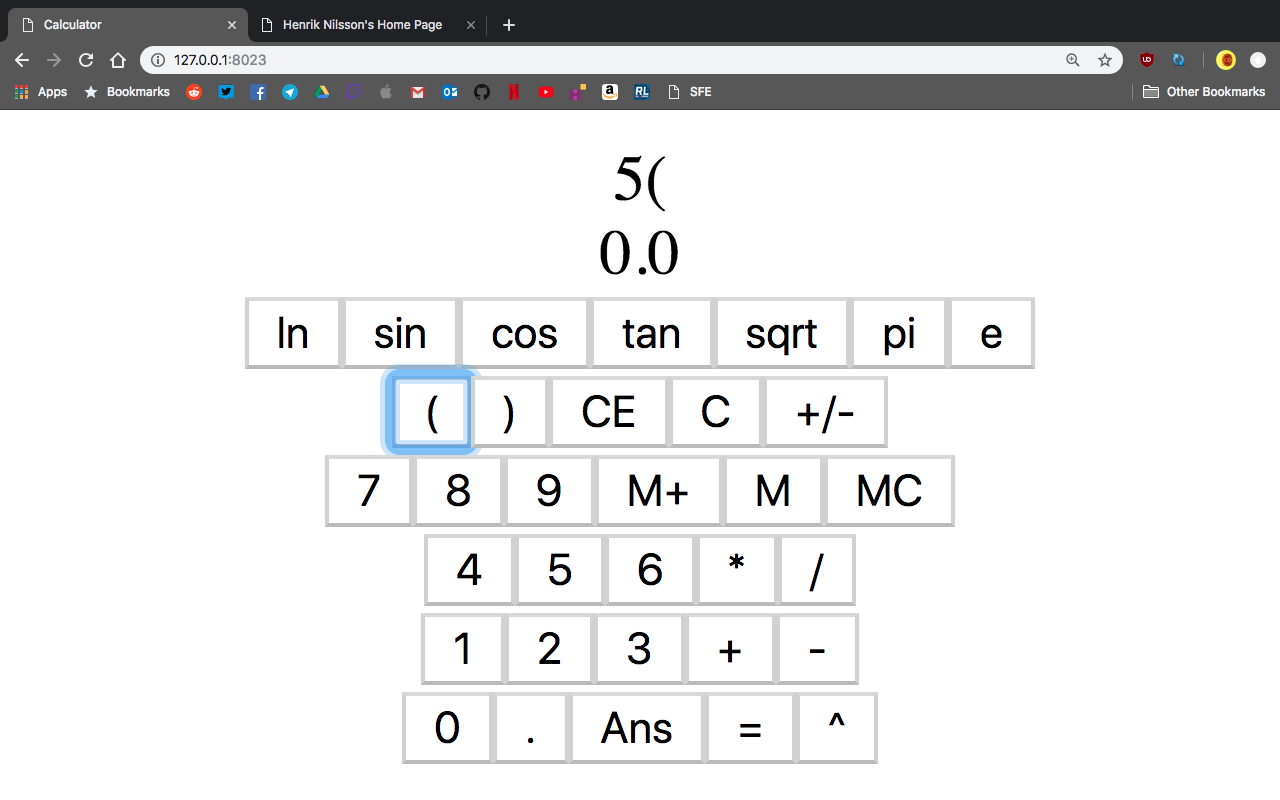 Calculator
Henrik Nilsson's Home Page
127.0.0.1:8023
Apps Bookmarks RL SFE Other Bookmarks
5(
0.0
ln sin cos tan sqrt pi e
( ) CE C +/-
7 8 9 M+ M MC
4 5 6 * /
1 2 3 + -
0 . Ans = ^